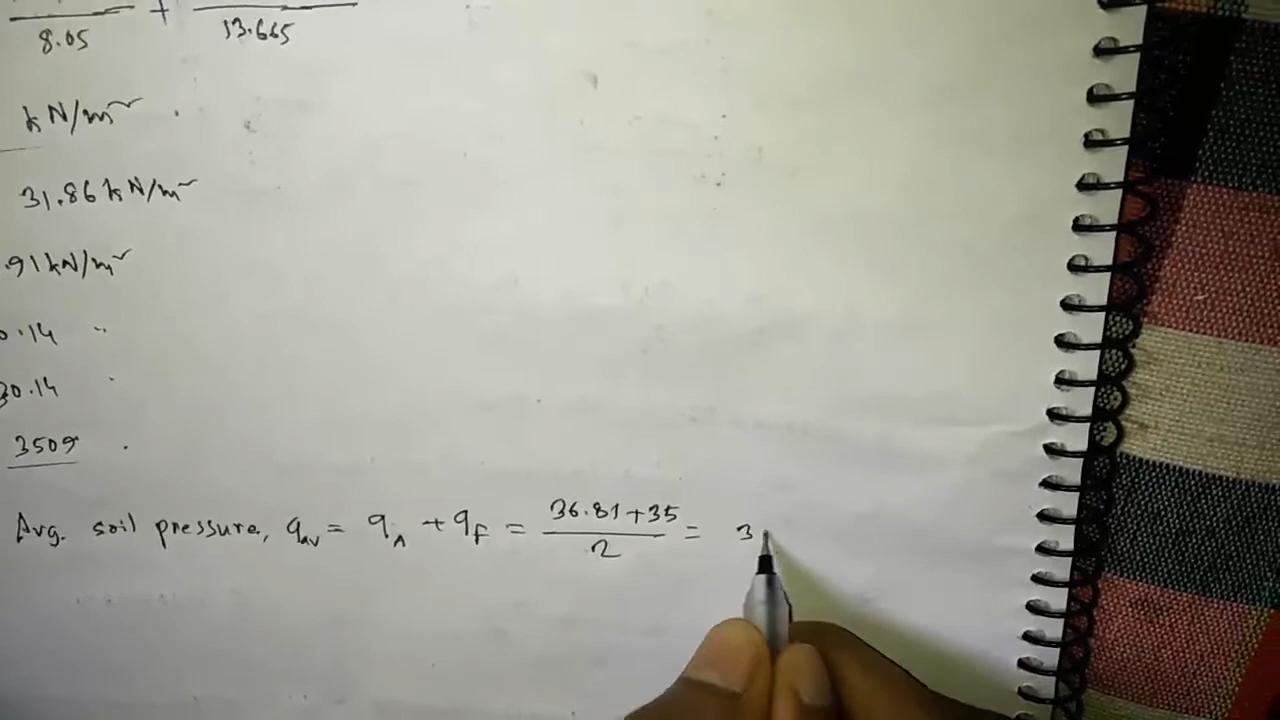 8.05 + 13.665
kN/m²
31.86 kN/m²
.91 kN/m²
0.14 "
30.14
3509
Avg. soil pressure, qav = qA + qF = (36.81+35)/2 = 3